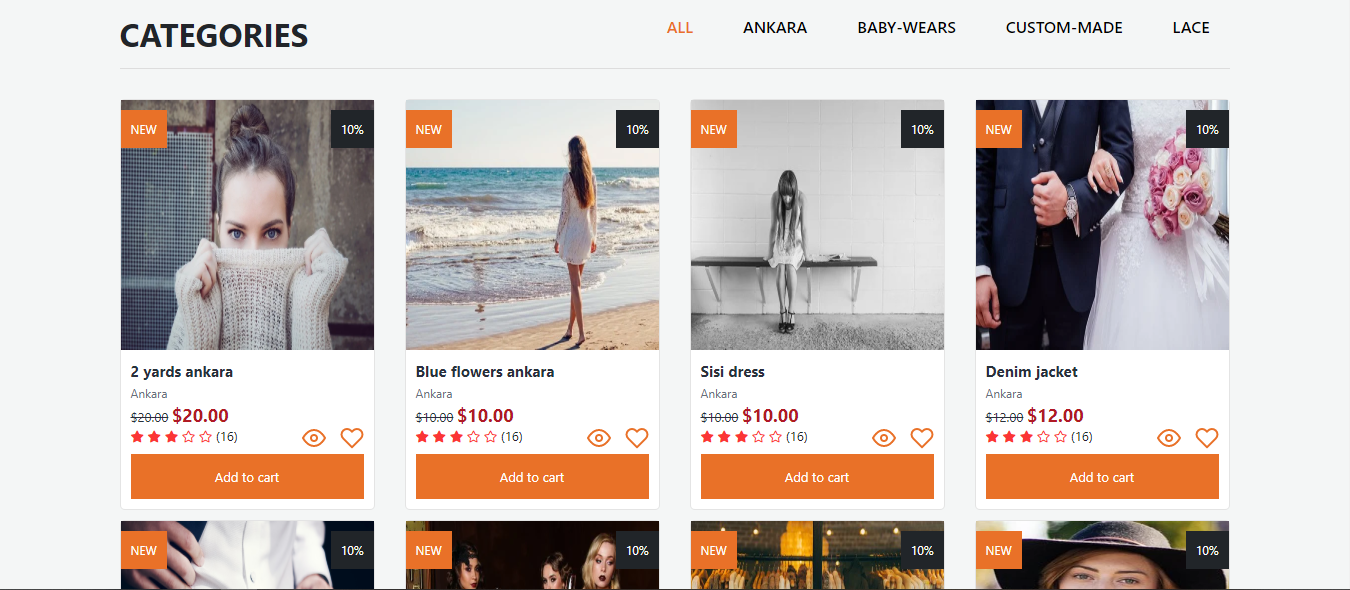 CATEGORIES
ALL ANKARA BABY-WEARS CUSTOM-MADE LACE
NEW 10% NEW 10% NEW 10% NEW 10%
2 yards ankara Blue flowers ankara Sisi dress Denim jacket
Ankara Ankara Ankara Ankara
$20.00 $20.00 $10.00 $10.00 $10.00 $10.00 $12.00 $12.00
(16) (16) (16) (16)
Add to cart Add to cart Add to cart Add to cart
NEW 10% NEW 10% NEW 10% NEW 10%